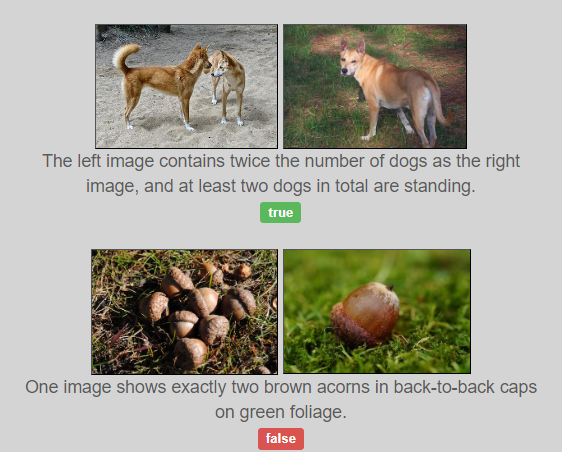 The left image contains twice the number of dogs as the right
image, and at least two dogs in total are standing.
true
One image shows exactly two brown acorns in back-to-back caps
on green foliage.
false